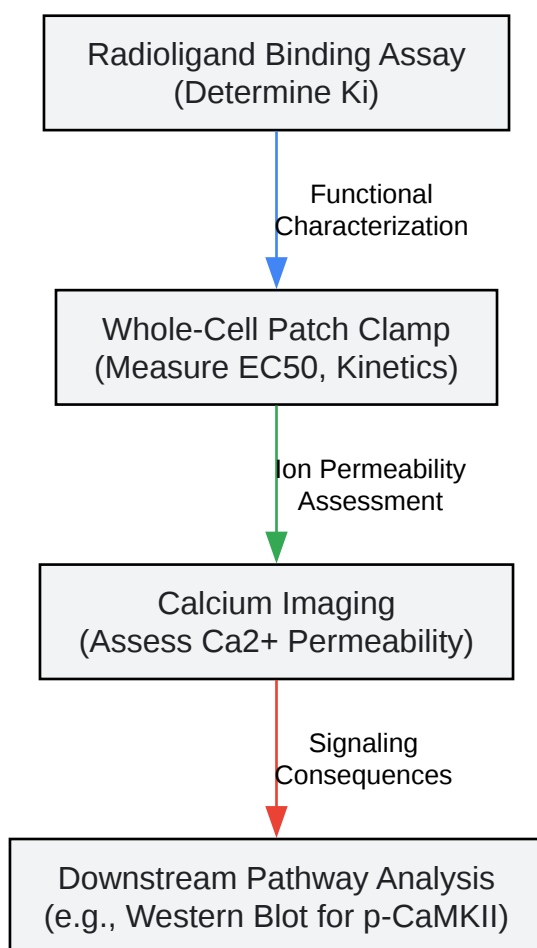 Radioligand Binding Assay
(Determine Ki)
Functional
Characterization
Whole-Cell Patch Clamp
(Measure EC50, Kinetics)
Ion Permeability
Assessment
Calcium Imaging
(Assess Ca2+ Permeability)
Signaling
Consequences
Downstream Pathway Analysis
(e.g., Western Blot for p-CaMKII)